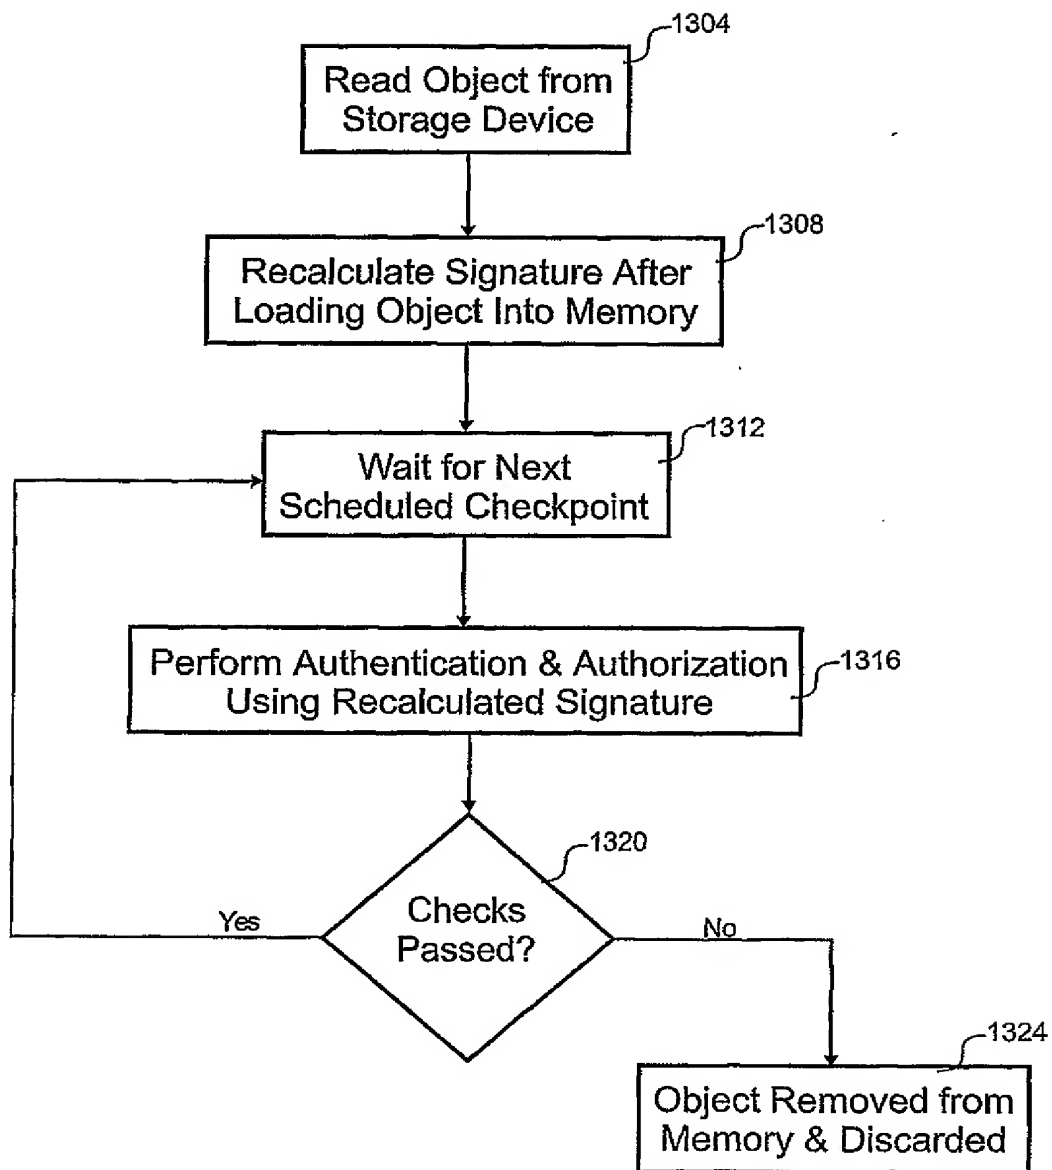 1304
Read Object from
Storage Device
1308
Recalculate Signature After
Loading Object Into Memory
1312
Wait for Next
Scheduled Checkpoint
Perform Authentication & Authorization
Using Recalculated Signature
1316
1320
Checks
Passed?
Yes
No
1324
Object Removed from
Memory & Discarded